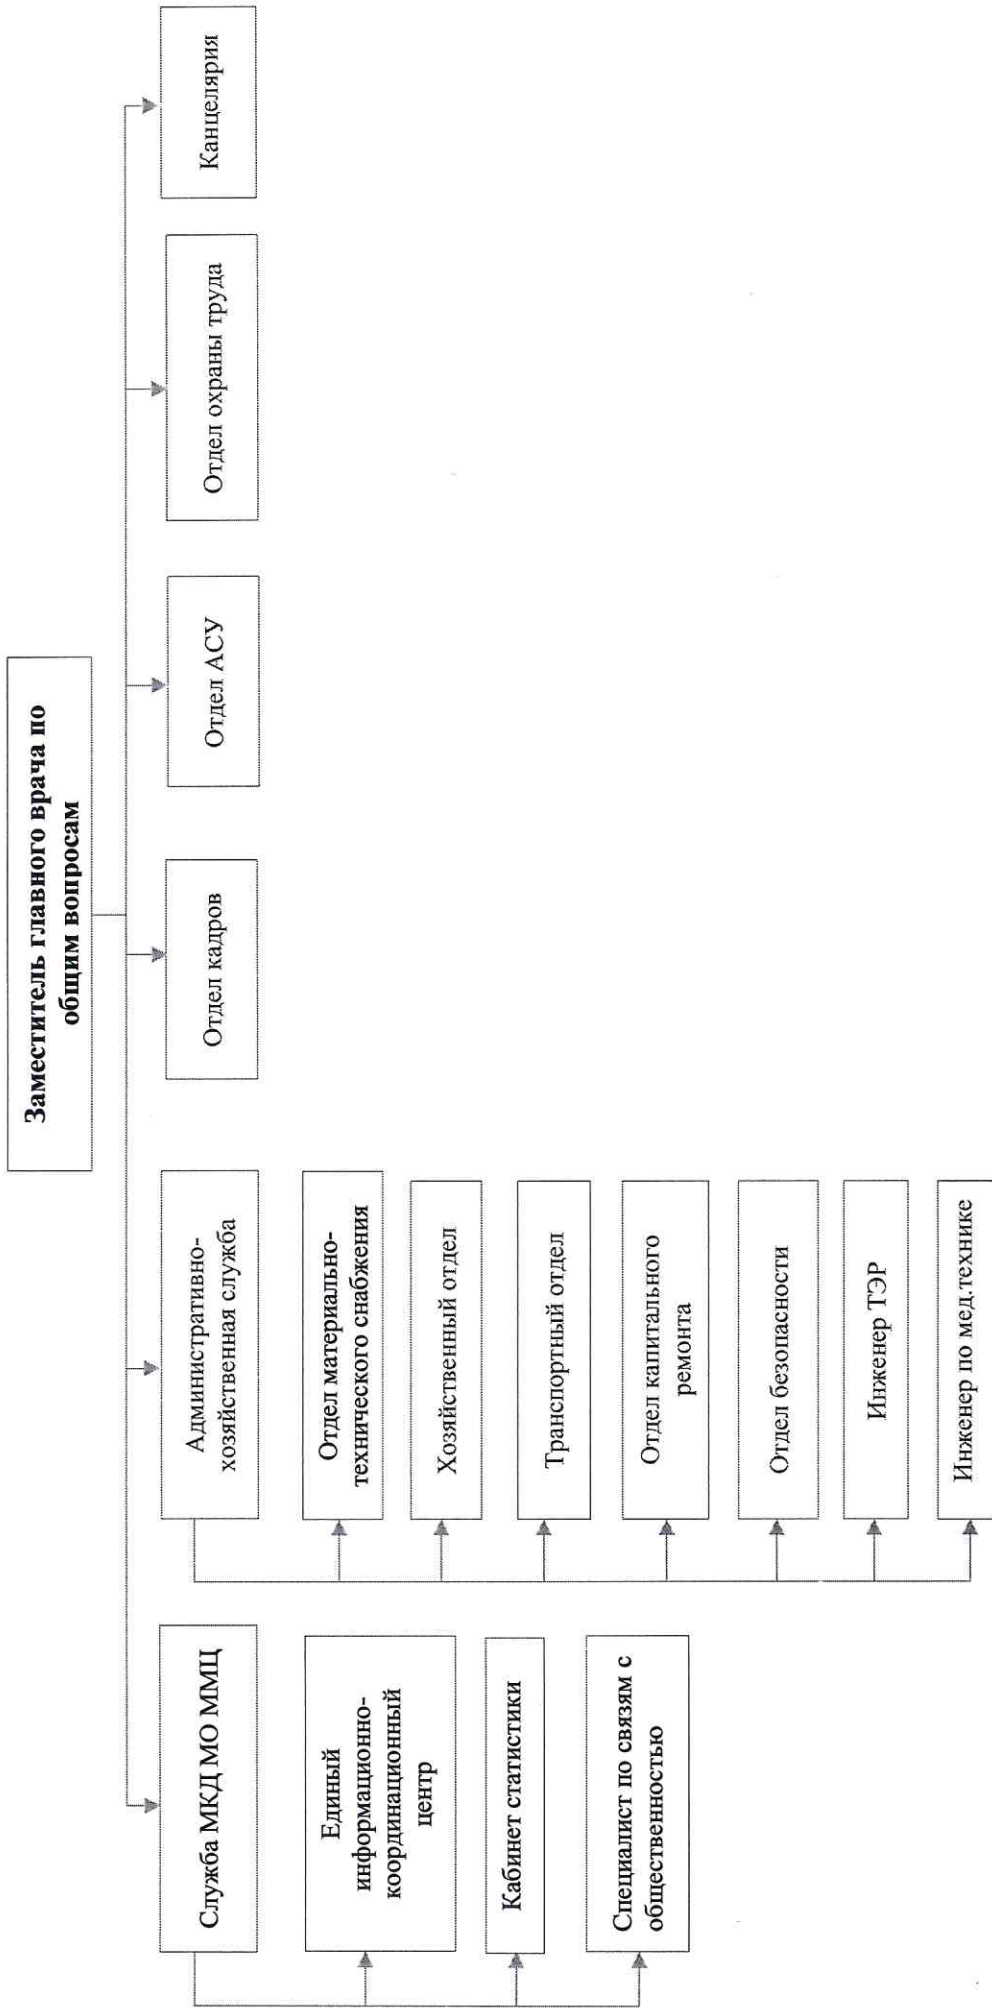 Заместитель главного врача по
общим вопросам
Служба МКД МО ММЦ
Единый
информационно-
координационный
центр
Кабинет статистики
Специалист по связям с
общественностью
Административно-
хозяйственная служба
Отдел материально-
технического снабжения
Хозяйственный отдел
Транспортный отдел
Отдел капитального
ремонта
Отдел безопасности
Инженер ТЭР
Инженер по мед.технике
Отдел кадров
Отдел АСУ
Отдел охраны труда
Канцелярия